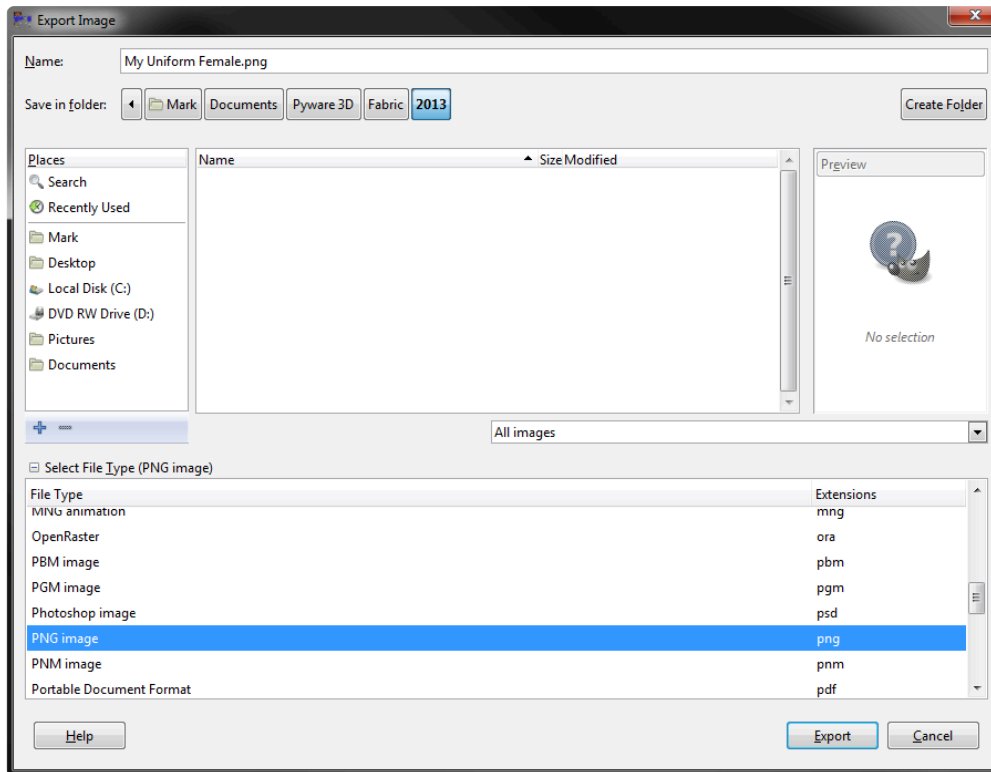 Export Image
Name: My Uniform Female.png
Save in folder: Mark Documents Pyware 3D Fabric 2013 Create Folder
Places
Search
Recently Used
Mark
Desktop
Local Disk (C:)
DVD RW Drive (D:)
Pictures
Documents
Name Size Modified
Preview
No selection
All images
Select File Type (PNG image)
File Type Extensions
MNG animation mng
OpenRaster ora
PBM image pbm
PGM image pgm
Photoshop image psd
PNG image png
PNM image pnm
Portable Document Format pdf
Help Export Cancel